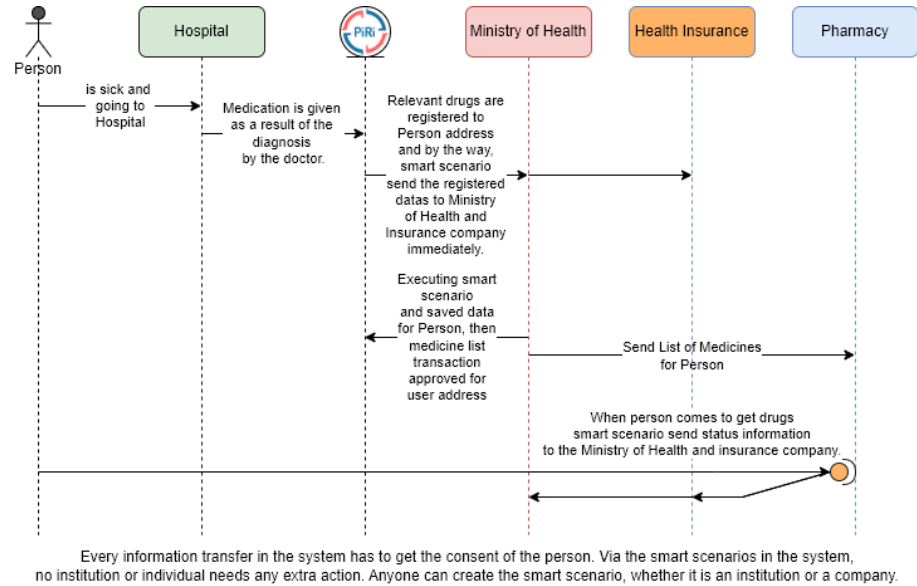 Hospital
PiRi
Ministry of Health
Health Insurance
Pharmacy
Person
is sick and
going to
Hospital
Medication is given
as a result of the
diagnosis
by the doctor.
Relevant drugs are
registered to
Person address
and by the way,
smart scenario
send the registered
datas to Ministry
of Health and
Insurance company
immediately.
Executing smart
scenario
and saved data
for Person, then
medicine list
transaction
approved for
user address
Send List of Medicines
for Person
When person comes to get drugs
smart scenario send status information
to the Ministry of Health and insurance company.
Every information transfer in the system has to get the consent of the person. Via the smart scenarios in the system,
no institution or individual needs any extra action. Anyone can create the smart scenario, whether it is an institution or a company.